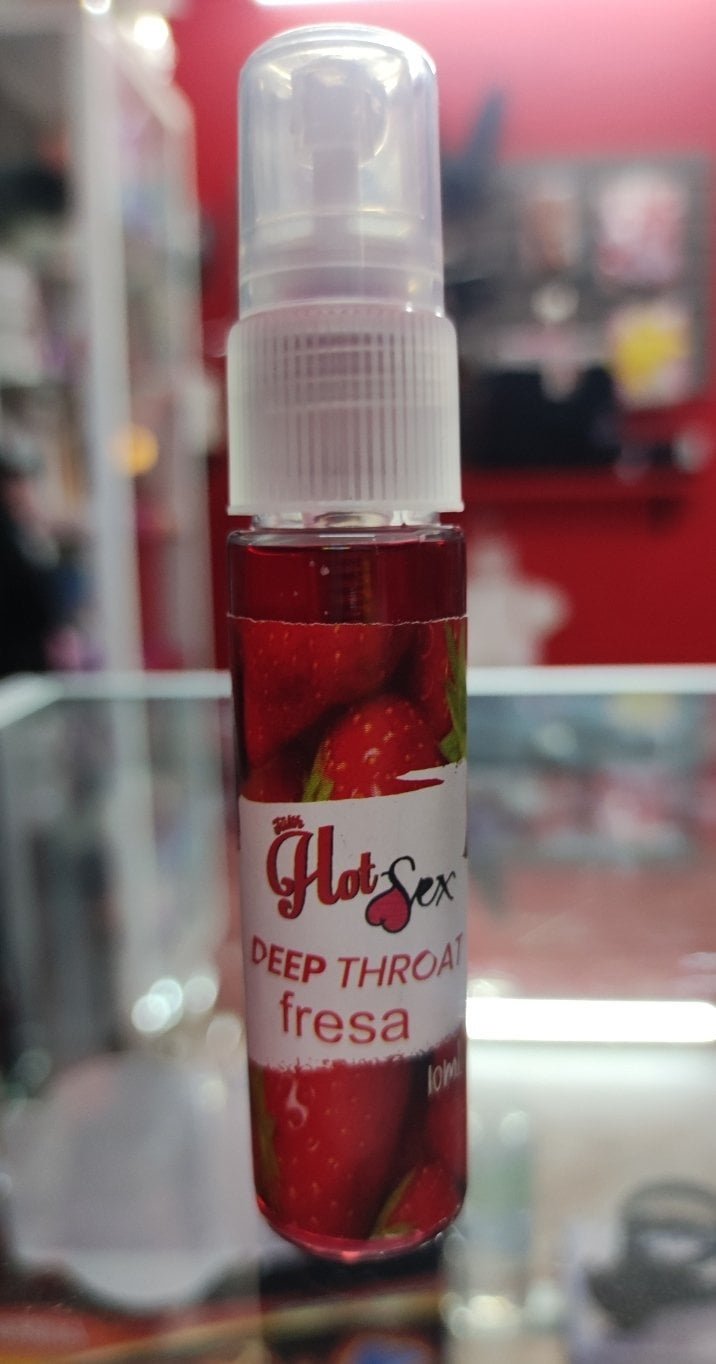 Hot Sex
DEEP THROAT
fresa
10ml